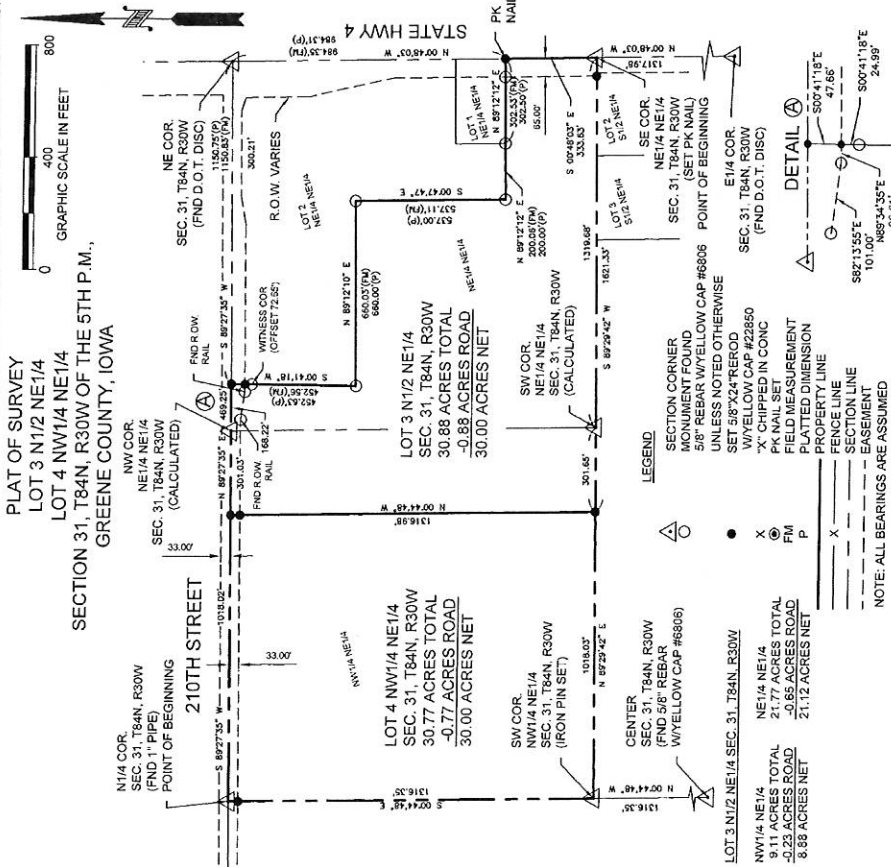 PLAT OF SURVEY
LOT 3 N1/2 NE1/4
LOT 4 NW1/4 NE1/4
SECTION 31, T84N, R30W OF THE 5TH P.M.,
GREENE COUNTY, IOWA
0 400 800
GRAPHIC SCALE IN FEET
N1/4 COR.
SEC. 31, T84N, R30W
(FND 1" PIPE)
POINT OF BEGINNING
210TH STREET
S 89°27'35" W
1018.02'
33.00'
33.00'
NW COR.
NE1/4 NE1/4
SEC. 31, T84N, R30W
(CALCULATED)
A
N 89°27'35" E
469.25'
301.03'
168.22'
FND R.O.W.
RAIL
FND R.O.W.
RAIL
WITNESS COR
S 89°27'35" W
1150.75'(P)
1150.83'(FM)
300.21'
NE COR.
SEC. 31, T84N, R30W
(FND D.O.T. DISC)
R.O.W. VARIES
STATE HWY 4
984.35'(FM)
984.31'(P)
N 00°48'03" W
PK
NAIL
LOT 2
NE1/4 NE1/4
LOT 1
NE1/4 NE1/4
S 00°41'18" W
452.56'(FM)
452.63'(P)
N 89°12'10" E
660.03'(FM)
660.00'(P)
S 00°47'47" E
537.11'(FM)
537.00'(P)
N 89°12'12" E
200.00'(P)
N 89°12'12" E
302.53'(FM)
302.50'(P)
65.00'
S 00°48'03" E
333.63'
N 00°48'03" W
1317.98'
NE1/4 NE1/4
LOT 3 N1/2 NE1/4
SEC. 31, T84N, R30W
30.88 ACRES TOTAL
-0.88 ACRES ROAD
30.00 ACRES NET
LOT 4 NW1/4 NE1/4
SEC. 31, T84N, R30W
30.77 ACRES TOTAL
-0.77 ACRES ROAD
30.00 ACRES NET
NW1/4 NE1/4
N 00°44'48" W
1316.98'
S 00°44'48" E
1316.35'
SW COR.
NW1/4 NE1/4
SEC. 31, T84N, R30W
(IRON PIN SET)
1018.03'
N 89°29'42" E
301.65'
SW COR.
NE1/4 NE1/4
SEC. 31, T84N, R30W
(CALCULATED)
1319.68'
S 89°29'42" W
1621.33'
LOT 3
S1/2 NE1/4
LOT 2
S1/2 NE1/4
SE COR.
NE1/4 NE1/4
SEC. 31, T84N, R30W
(SET PK NAIL)
POINT OF BEGINNING
E1/4 COR.
SEC. 31, T84N, R30W
(FND D.O.T. DISC)
CENTER
SEC. 31, T84N, R30W
(FND 5/8" REBAR
W/YELLOW CAP #6806)
N 00°44'48" W
1316.35'
LEGEND
SECTION CORNER
MONUMENT FOUND
5/8" REBAR W/YELLOW CAP #6806
UNLESS NOTED OTHERWISE
SET 5/8"X24"REROD
W/YELLOW CAP #22850
X "X" CHIPPED IN CONC
PK NAIL SET
FM FIELD MEASUREMENT
P PLATTED DIMENSION
PROPERTY LINE
X FENCE LINE
SECTION LINE
EASEMENT
NOTE: ALL BEARINGS ARE ASSUMED
LOT 3 N1/2 NE1/4 SEC. 31, T84N, R30W
NW1/4 NE1/4
9.11 ACRES TOTAL
-0.23 ACRES ROAD
8.88 ACRES NET
NE1/4 NE1/4
21.77 ACRES TOTAL
-0.65 ACRES ROAD
21.12 ACRES NET
DETAIL A
S00°41'18"E
47.66'
S00°41'18"E
24.99'
S82°13'55"E
101.00'
N89°34'35"E